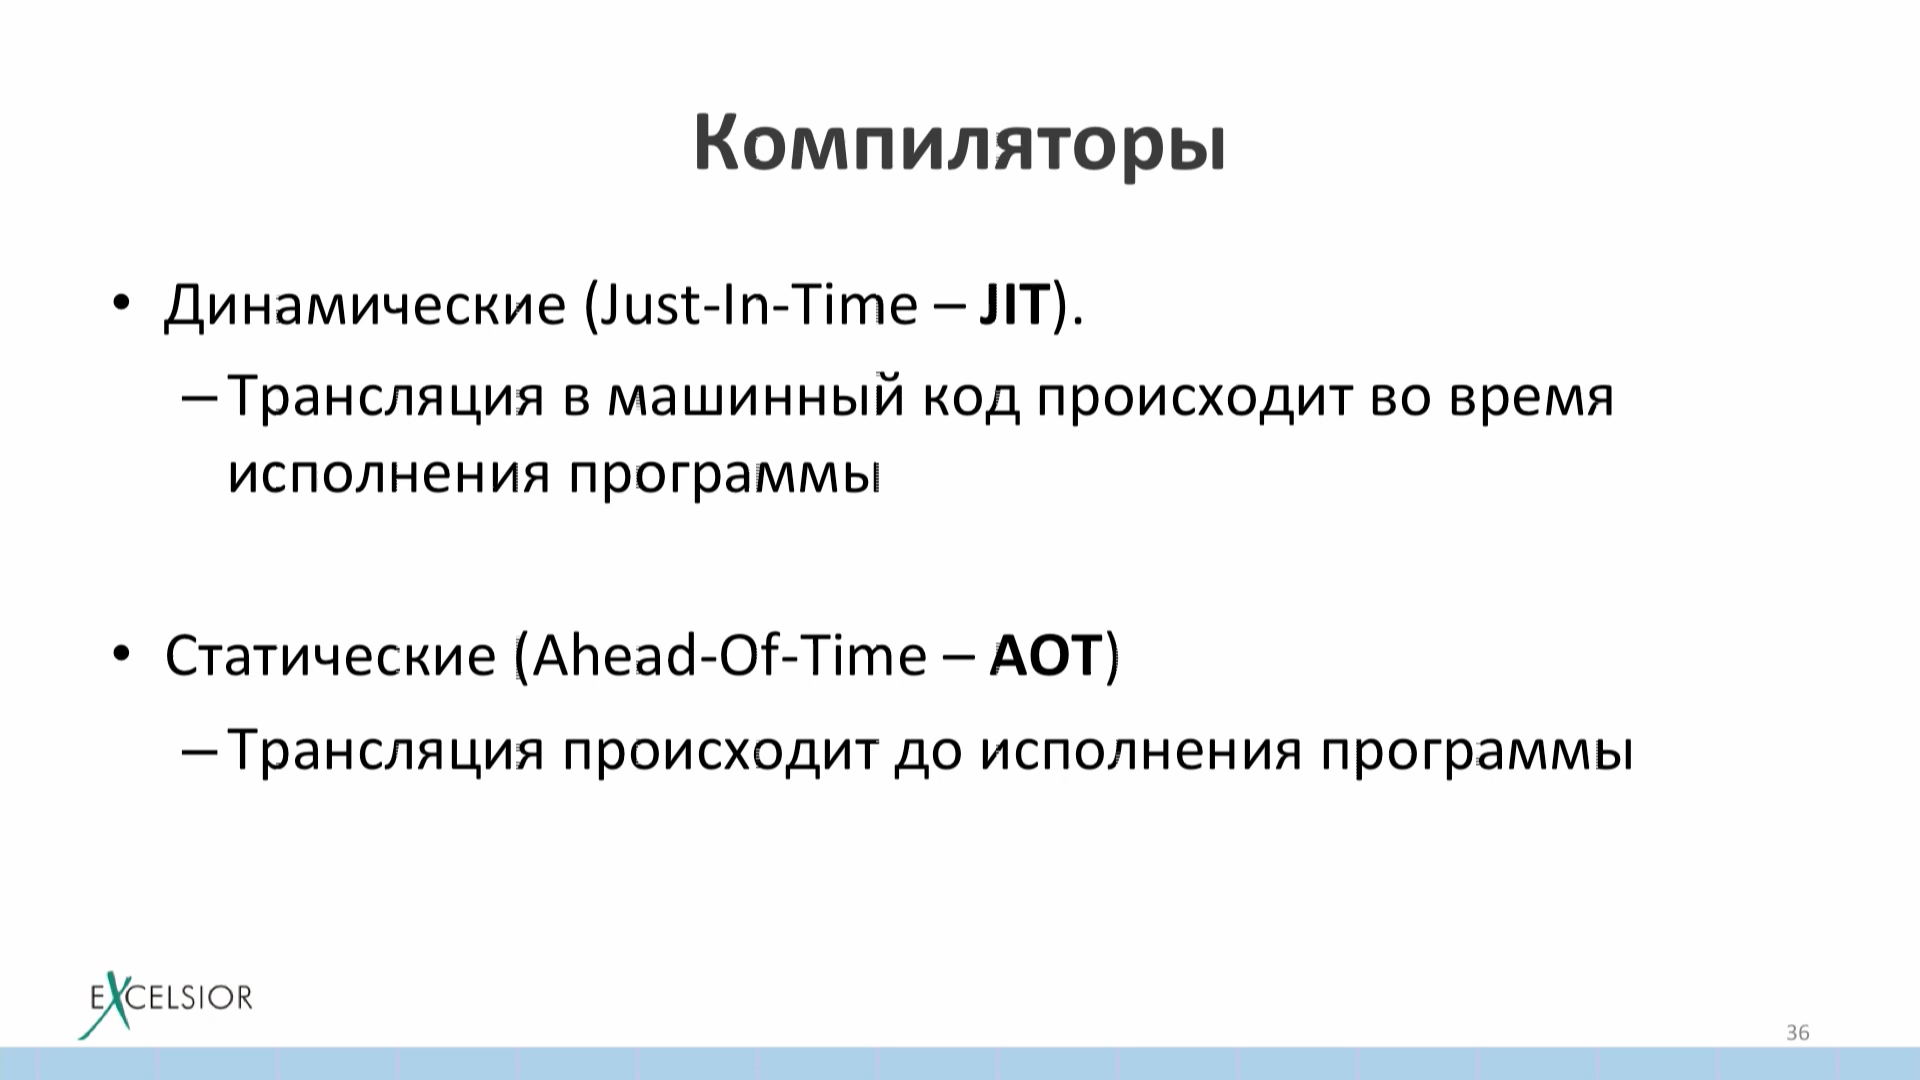 Компиляторы
• Динамические (Just-In-Time – JIT).
– Трансляция в машинный код происходит во время
исполнения программы
• Статические (Ahead-Of-Time – AOT)
– Трансляция происходит до исполнения программы
EXCELSIOR
36